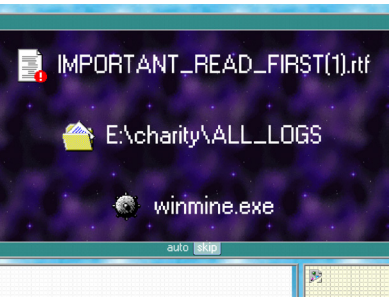 IMPORTANT_READ_FIRST(1).rtf
E:\charity\ALL_LOGS
winmine.exe
auto skip